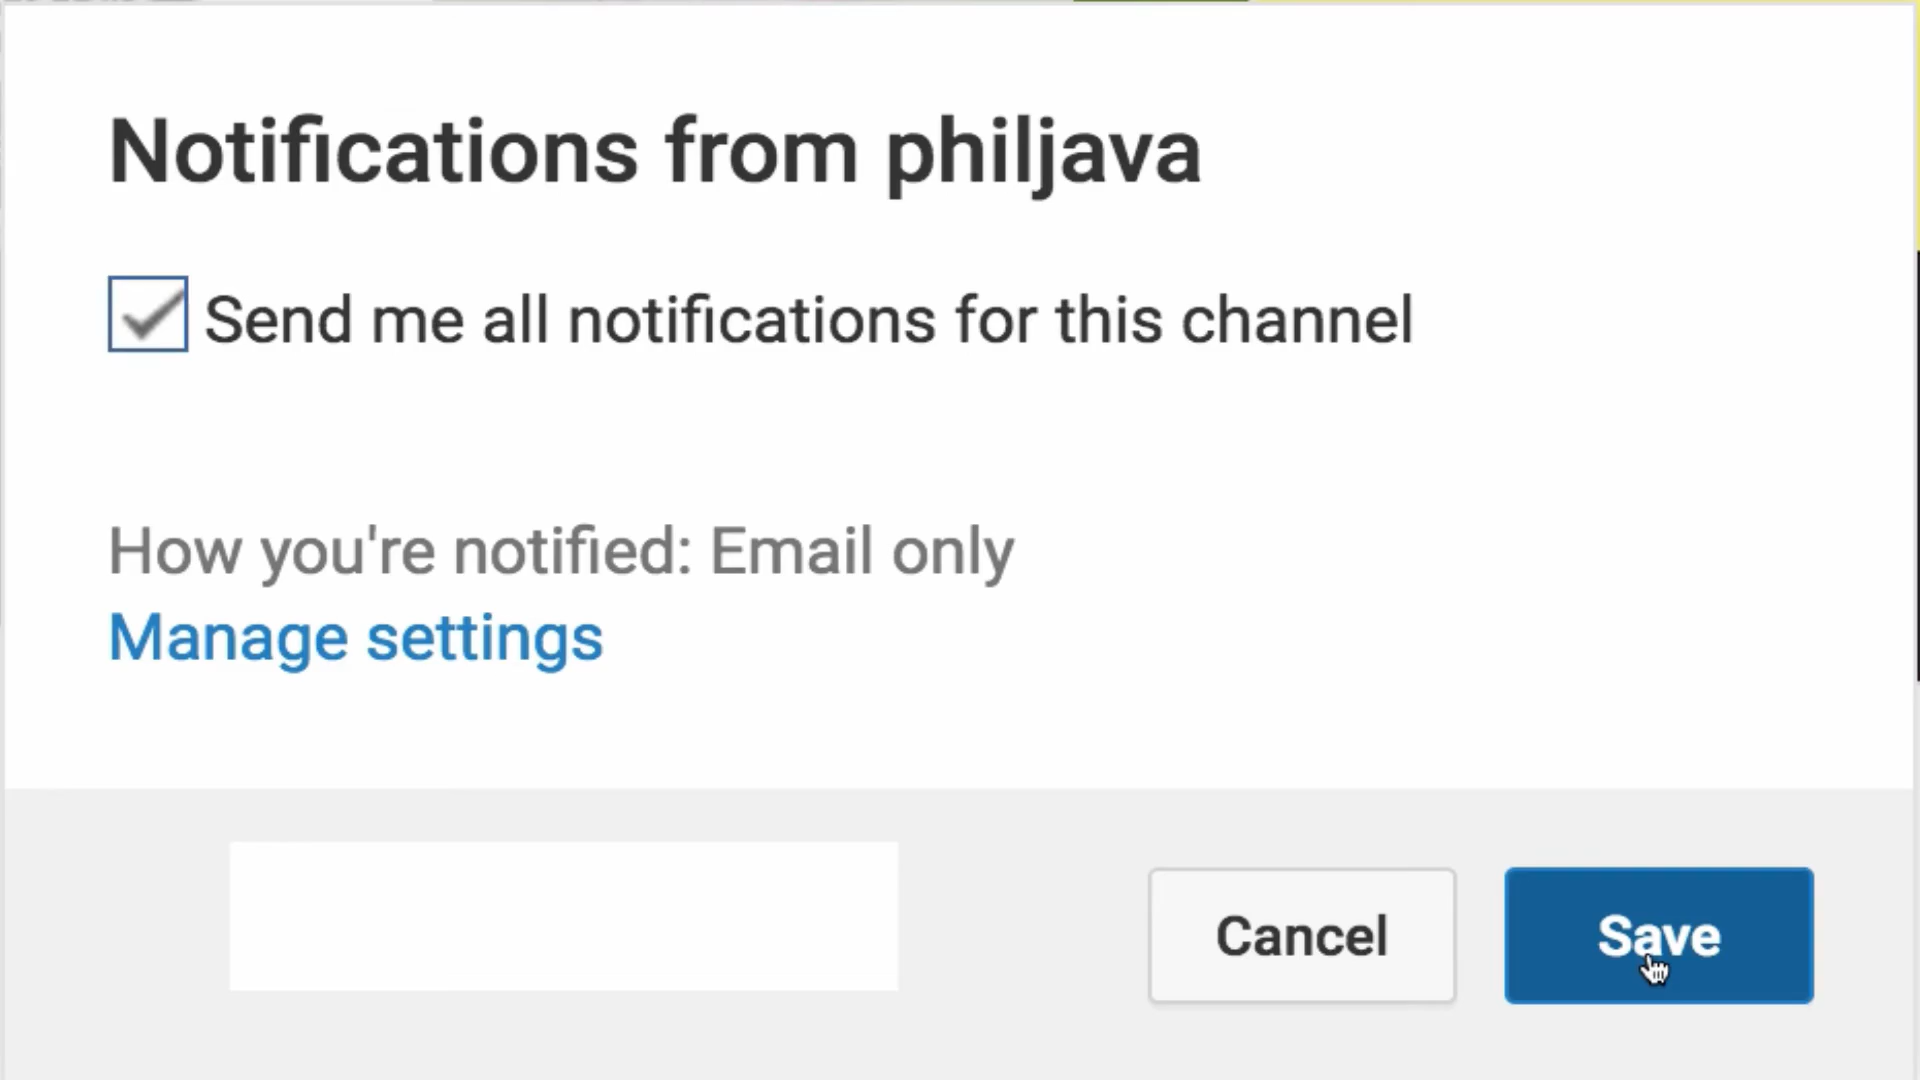 Notifications from philjava
Send me all notifications for this channel
How you're notified: Email only
Manage settings
Cancel
Save